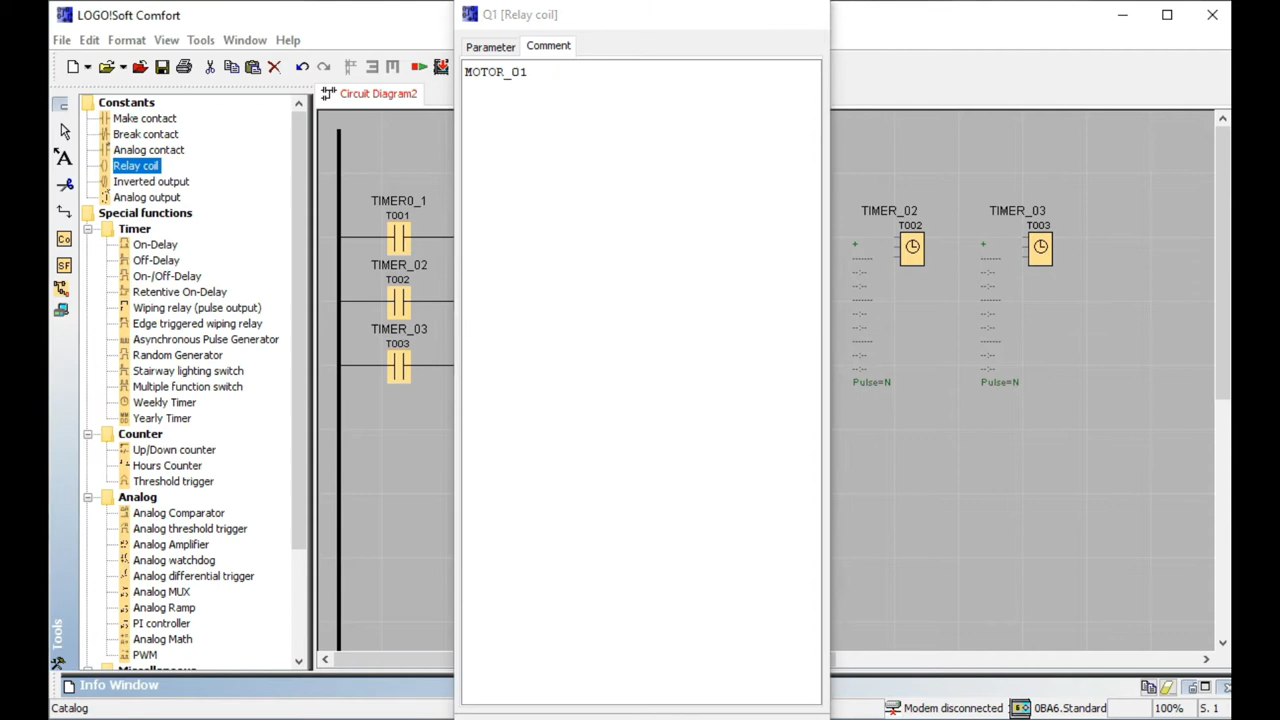 LOGO!Soft Comfort
File Edit Format View Tools Window Help
Circuit Diagram2
Constants
Make contact
Break contact
Analog contact
Relay coil
Inverted output
Analog output
Special functions
Timer
On-Delay
Off-Delay
On-/Off-Delay
Retentive On-Delay
Wiping relay (pulse output)
Edge triggered wiping relay
Asynchronous Pulse Generator
Random Generator
Stairway lighting switch
Multiple function switch
Weekly Timer
Yearly Timer
Counter
Up/Down counter
Hours Counter
Threshold trigger
Analog
Analog Comparator
Analog threshold trigger
Analog Amplifier
Analog watchdog
Analog differential trigger
Analog MUX
Analog Ramp
PI controller
Analog Math
PWM
Tools
Co
SF
TIMER0_1
T001
TIMER_02
T002
TIMER_03
T003
Q1 [Relay coil]
Parameter Comment
MOTOR_01
TIMER_02
T002
+
------
--:--
--:--
------
--:--
--:--
------
--:--
--:--
Pulse=N
TIMER_03
T003
+
------
--:--
--:--
------
--:--
--:--
------
--:--
--:--
Pulse=N
Info Window
Catalog
Modem disconnected 0BA6.Standard 100% S. 1